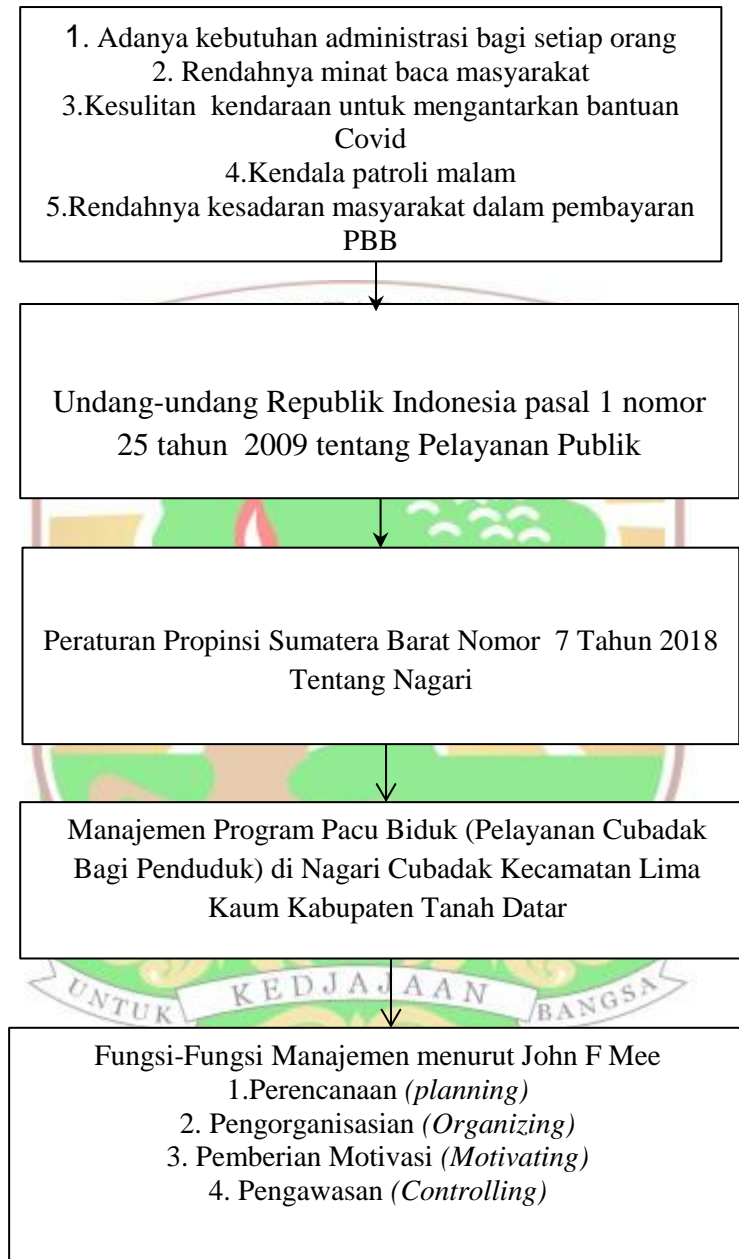 1. Adanya kebutuhan administrasi bagi setiap orang
2. Rendahnya minat baca masyarakat
3.Kesulitan kendaraan untuk mengantarkan bantuan
Covid
4.Kendala patroli malam
5.Rendahnya kesadaran masyarakat dalam pembayaran
PBB
Undang-undang Republik Indonesia pasal 1 nomor
25 tahun 2009 tentang Pelayanan Publik
Peraturan Propinsi Sumatera Barat Nomor 7 Tahun 2018
Tentang Nagari
Manajemen Program Pacu Biduk (Pelayanan Cubadak
Bagi Penduduk) di Nagari Cubadak Kecamatan Lima
Kaum Kabupaten Tanah Datar
UNTUK KEDJAJAAN BANGSA
Fungsi-Fungsi Manajemen menurut John F Mee
1.Perencanaan (planning)
2. Pengorganisasian (Organizing)
3. Pemberian Motivasi (Motivating)
4. Pengawasan (Controlling)